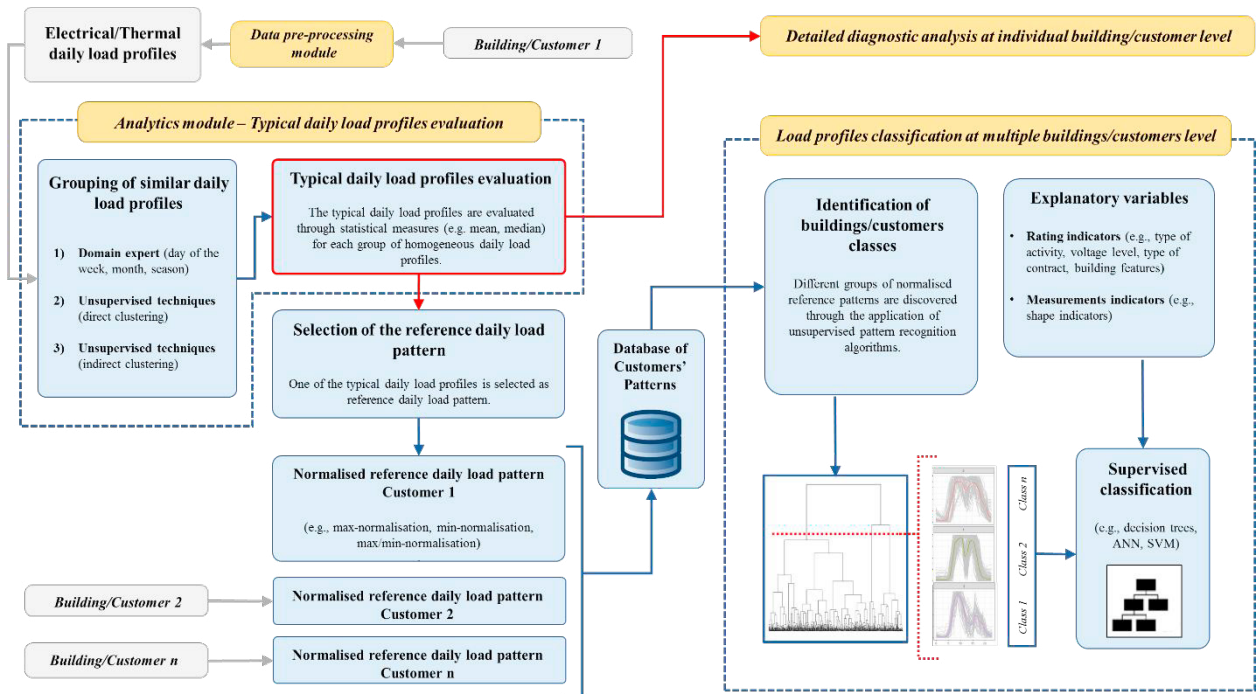 Electrical/Thermal
daily load profiles
Data pre-processing
module
Building/Customer 1
Detailed diagnostic analysis at individual building/customer level
Analytics module – Typical daily load profiles evaluation
Grouping of similar daily
load profiles
1) Domain expert (day of the
week, month, season)
2) Unsupervised techniques
(direct clustering)
3) Unsupervised techniques
(indirect clustering)
Typical daily load profiles evaluation
The typical daily load profiles are evaluated
through statistical measures (e.g. mean, median)
for each group of homogeneous daily load
profiles.
Selection of the reference daily load
pattern
One of the typical daily load profiles is selected as
reference daily load pattern.
Normalised reference daily load pattern
Customer 1
(e.g., max-normalisation, min-normalisation,
max/min-normalisation)
Building/Customer 2
Normalised reference daily load pattern
Customer 2
Building/Customer n
Normalised reference daily load pattern
Customer n
Database of
Customers'
Patterns
Load profiles classification at multiple buildings/customers level
Identification of
buildings/customers
classes
Different groups of normalised
reference patterns are discovered
through the application of
unsupervised pattern recognition
algorithms.
Explanatory variables
• Rating indicators (e.g., type of
activity, voltage level, type of
contract, building features)
• Measurements indicators (e.g.,
shape indicators)
Class n
Class 2
Class 1
Supervised
classification
(e.g., decision trees,
ANN, SVM)